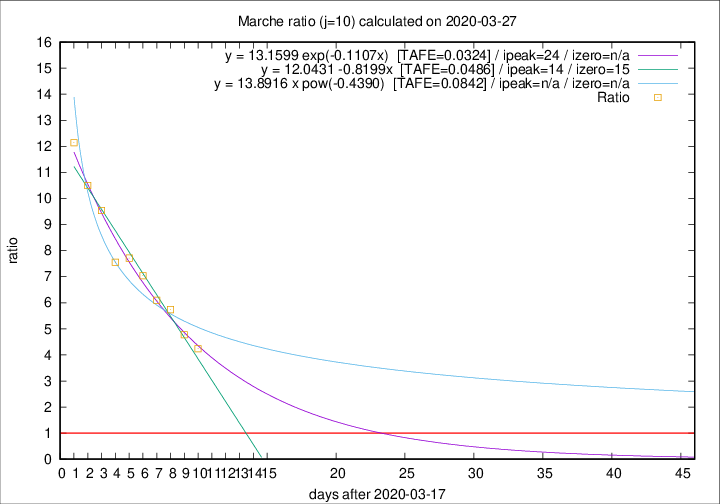 Marche ratio (j=10) calculated on 2020-03-27
y = 13.1599 exp(-0.1107x) [TAFE=0.0324] / ipeak=24 / izero=n/a
y = 12.0431 -0.8199x [TAFE=0.0486] / ipeak=14 / izero=15
y = 13.8916 x pow(-0.4390) [TAFE=0.0842] / ipeak=n/a / izero=n/a
Ratio
16
15
14
13
12
11
10
9
8
7
6
5
4
3
2
1
0
ratio
0 1 2 3 4 5 6 7 8 9 10 11 12 13 14 15 20 25 30 35 40 45
days after 2020-03-17